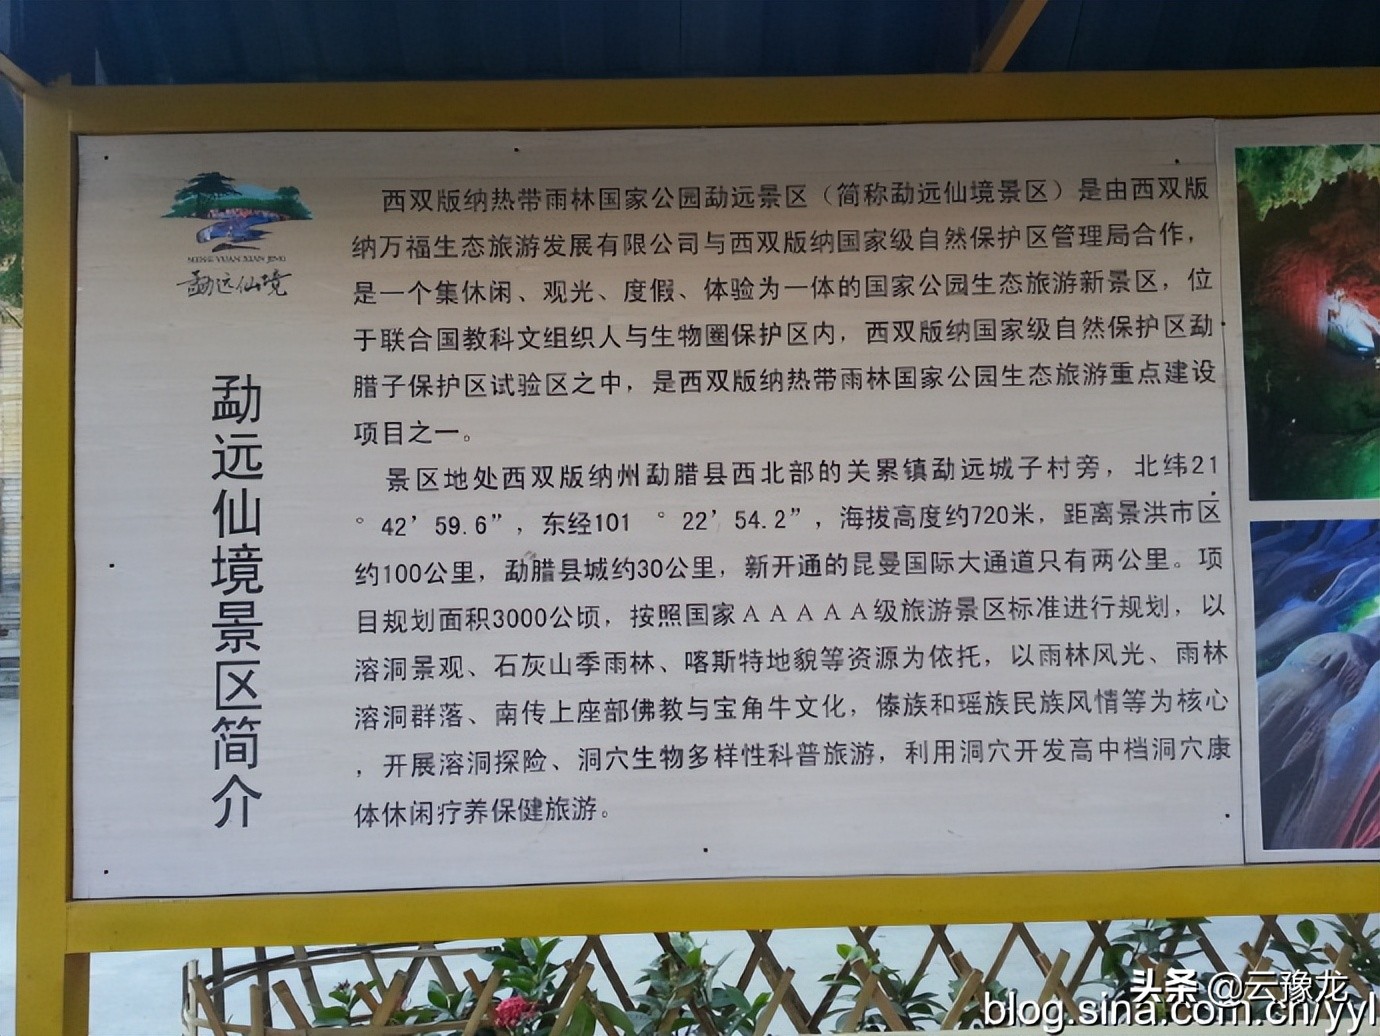 MENG YUAN XIAN JING
勐远仙境
勐远仙境景区简介
西双版纳热带雨林国家公园勐远景区（简称勐远仙境景区）是由西双版
纳万福生态旅游发展有限公司与西双版纳国家级自然保护区管理局合作，
是一个集休闲、观光、度假、体验为一体的国家公园生态旅游新景区，位
于联合国教科文组织人与生物圈保护区内，西双版纳国家级自然保护区勐
腊子保护区试验区之中，是西双版纳热带雨林国家公园生态旅游重点建设
项目之一。
景区地处西双版纳州勐腊县西北部的关累镇勐远城子村旁，北纬21
° 42’ 59.6”，东经101 ° 22’ 54.2”，海拔高度约720米，距离景洪市区
约100公里，勐腊县城约30公里，新开通的昆曼国际大通道只有两公里。项
目规划面积3000公顷，按照国家ＡＡＡＡＡ级旅游景区标准进行规划，以
溶洞景观、石灰山季雨林、喀斯特地貌等资源为依托，以雨林风光、雨林
溶洞群落、南传上座部佛教与宝角牛文化，傣族和瑶族民族风情等为核心
，开展溶洞探险、洞穴生物多样性科普旅游，利用洞穴开发高中档洞穴康
体休闲疗养保健旅游。
头条 @云豫龙
blog.sina.com.cn/yyl